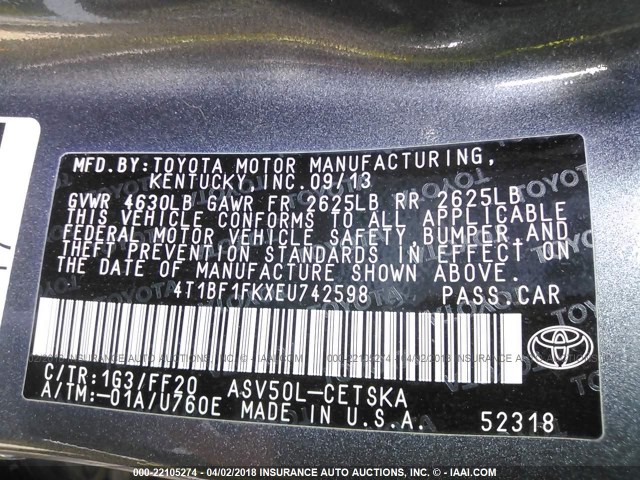 MFD.BY:TOYOTA MOTOR MANUFACTURING,
KENTUCKY,INC.09/13
GVWR 4630LB GAWR FR 2625LB RR 2625LB
THIS VEHICLE CONFORMS TO ALL APPLICABLE
FEDERAL MOTOR VEHICLE SAFETY,BUMPER,AND
THEFT PREVENTION STANDARDS IN EFFECT ON
THE DATE OF MANUFACTURE SHOWN ABOVE.
4T1BF1FKXEU742598 PASS.CAR
C/TR:1G3/FF20 ASV50L-CETSKA
A/TM:-01A/U760E MADE IN U.S.A.
52318
TOYOTA
000-22105274 - 04/02/2018 INSURANCE AUTO AUCTIONS, INC. - IAAI.COM